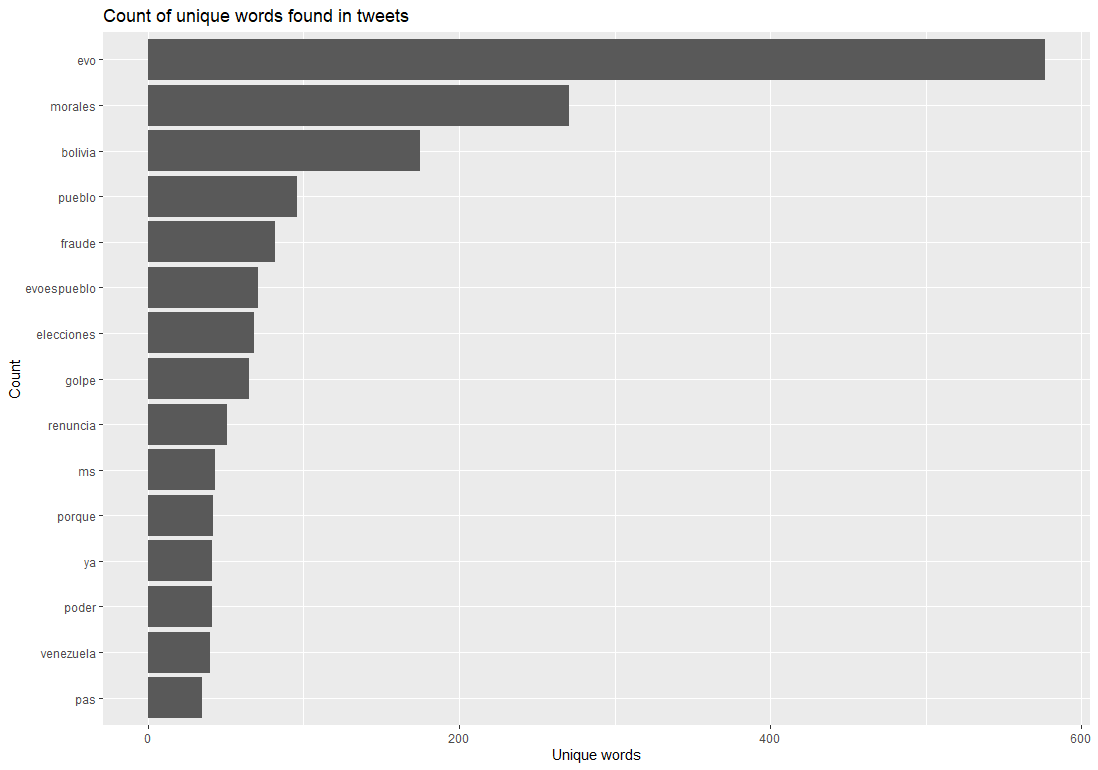 Count of unique words found in tweets
evo
morales
bolivia
pueblo
fraude
evoespueblo
elecciones
golpe
renuncia
ms
porque
ya
poder
venezuela
pas
Count
0 200 400 600
Unique words